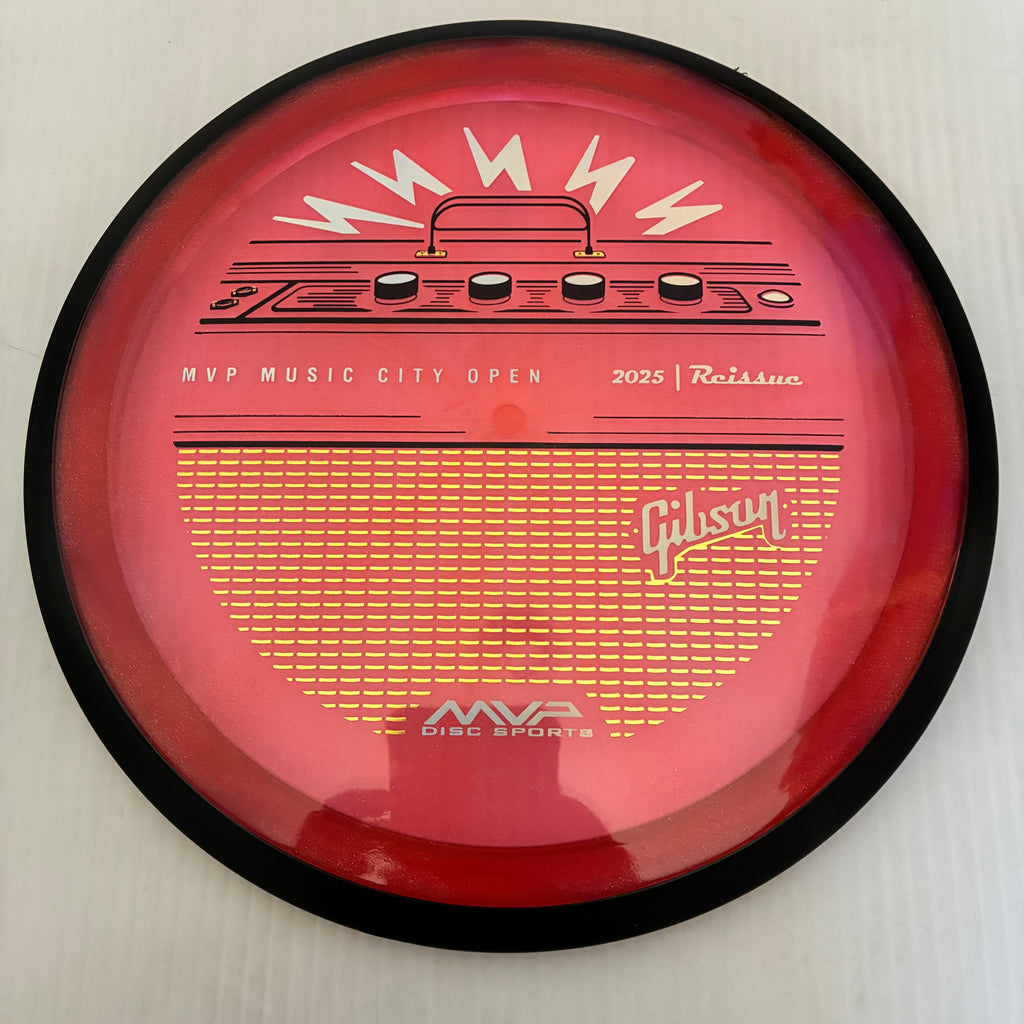 MVP MUSIC CITY OPEN 2025 | Reissue
Gibson
MVP
DISC SPORTS